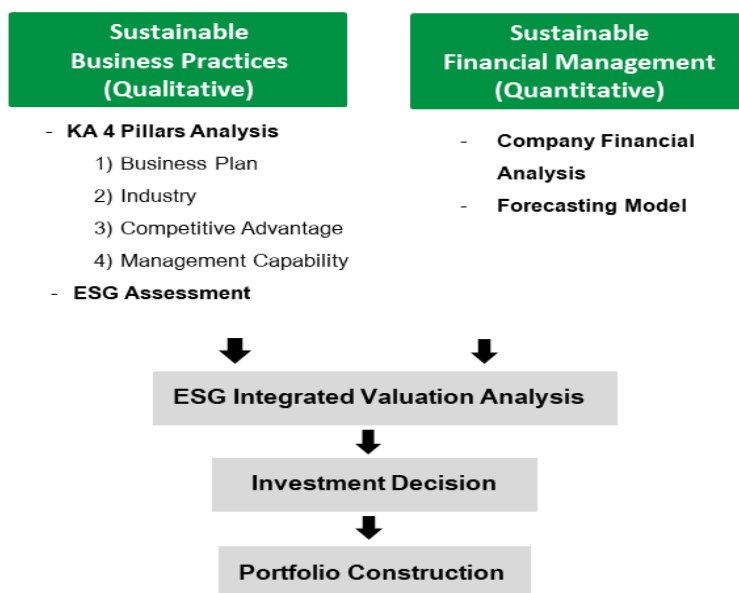 Sustainable
Business Practices
(Qualitative)
- KA 4 Pillars Analysis
1) Business Plan
2) Industry
3) Competitive Advantage
4) Management Capability
- ESG Assessment
Sustainable
Financial Management
(Quantitative)
- Company Financial
Analysis
- Forecasting Model
ESG Integrated Valuation Analysis
Investment Decision
Portfolio Construction